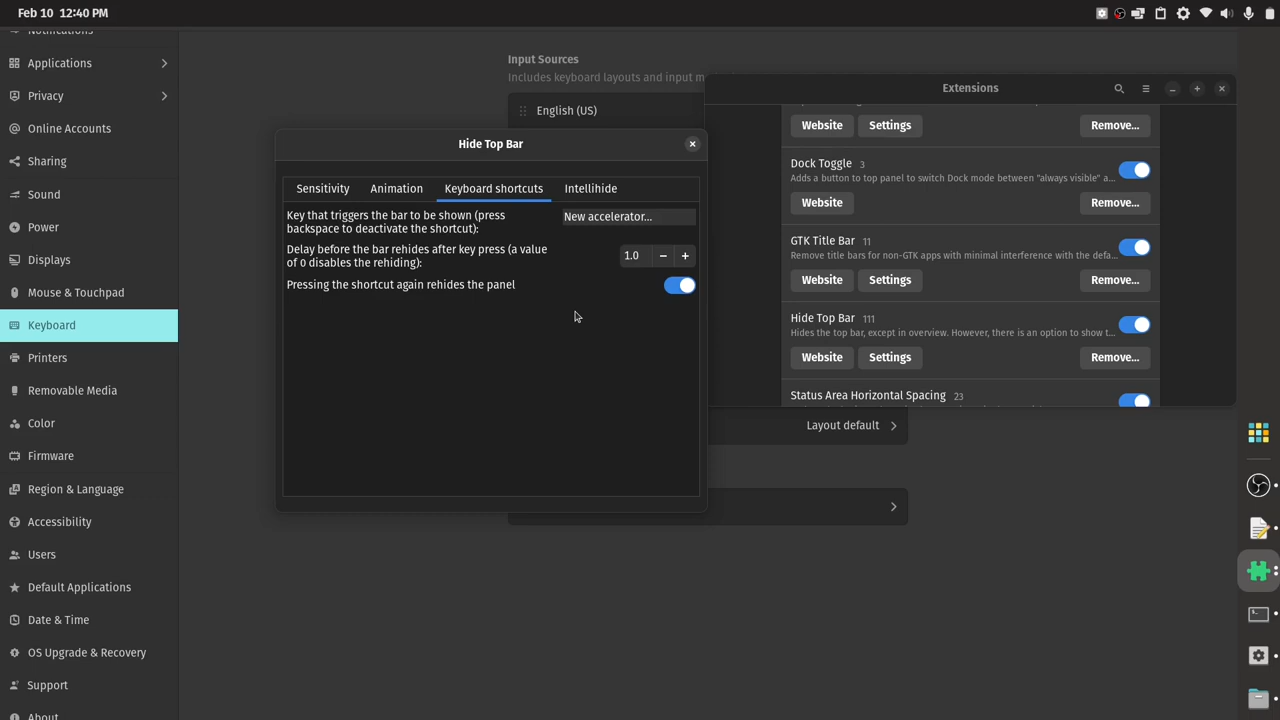 Feb 10 12:40 PM
Notifications
Applications
Privacy
Online Accounts
Sharing
Sound
Power
Displays
Mouse & Touchpad
Keyboard
Printers
Removable Media
Color
Firmware
Region & Language
Accessibility
Users
Default Applications
Date & Time
OS Upgrade & Recovery
Support
About
Input Sources
Includes keyboard layouts and input m
English (US)
Layout default
Hide Top Bar
Sensitivity
Animation
Keyboard shortcuts
Intellihide
Key that triggers the bar to be shown (press
backspace to deactivate the shortcut):
New accelerator...
Delay before the bar rehides after key press (a value
of 0 disables the rehiding):
1.0
Pressing the shortcut again rehides the panel
Extensions
Website
Settings
Remove...
Dock Toggle 3
Adds a button to top panel to switch Dock mode between "always visible" a...
Website
Remove...
GTK Title Bar 11
Remove title bars for non-GTK apps with minimal interference with the defa...
Website
Settings
Remove...
Hide Top Bar 111
Hides the top bar, except in overview. However, there is an option to show t...
Website
Settings
Remove...
Status Area Horizontal Spacing 23